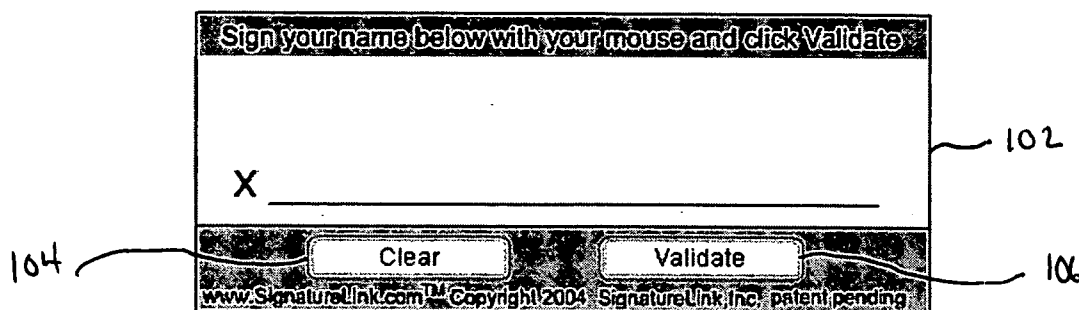 Sign your name below with your mouse and click Validate
102
X
104
Clear
Validate
106
www.SignatureLink.com™ Copyright 2004 SignatureLink, Inc. patent pending